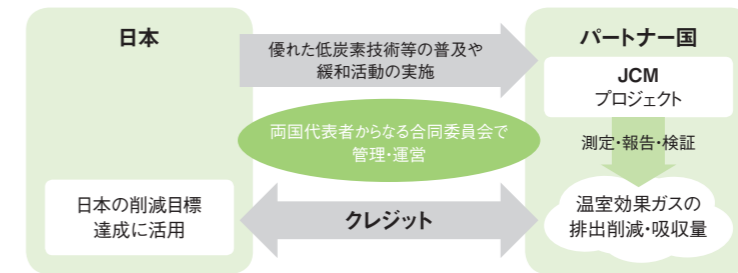 日本
優れた低炭素技術等の普及や
緩和活動の実施
パートナー国
JCM
プロジェクト
両国代表者からなる合同委員会で
管理・運営
測定・報告・検証
日本の削減目標
達成に活用
クレジット
温室効果ガスの
排出削減・吸収量